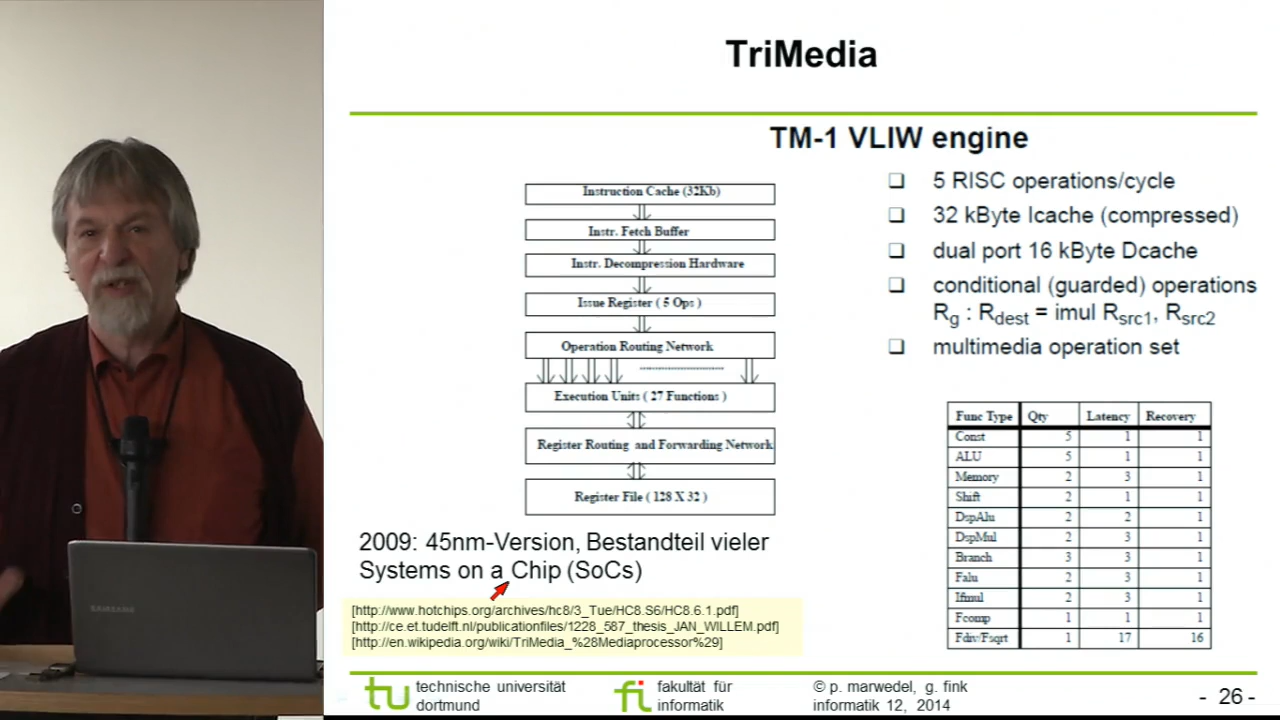 TriMedia
TM-1 VLIW engine
Instruction Cache (32Kb)
Instr. Fetch Buffer
Instr. Decompression Hardware
Issue Register ( 5 Ops )
Operation Routing Network
Execution Units ( 27 Functions )
Register Routing and Forwarding Network
Register File ( 128 X 32 )
❑ 5 RISC operations/cycle
❑ 32 kByte Icache (compressed)
❑ dual port 16 kByte Dcache
❑ conditional (guarded) operations
Rg : Rdest = imul Rsrc1, Rsrc2
❑ multimedia operation set
Func Type Qty Latency Recovery
Const 5 1 1
ALU 5 1 1
Memory 2 3 1
Shift 2 1 1
DspAlu 2 2 1
DspMul 2 3 1
Branch 3 3 1
Falu 2 3 1
Ifmul 2 3 1
Fcomp 1 1 1
Fdiv/Fsqrt 1 17 16
2009: 45nm-Version, Bestandteil vieler
Systems on a Chip (SoCs)
[http://www.hotchips.org/archives/hc8/3_Tue/HC8.S6/HC8.6.1.pdf]
[http://ce.et.tudelft.nl/publicationfiles/1228_587_thesis_JAN_WILLEM.pdf]
[http://en.wikipedia.org/wiki/TriMedia_%28Mediaprocessor%29]
SAMSUNG
tu technische universität
dortmund
fi fakultät für
informatik
© p. marwedel, g. fink
informatik 12, 2014
- 26 -